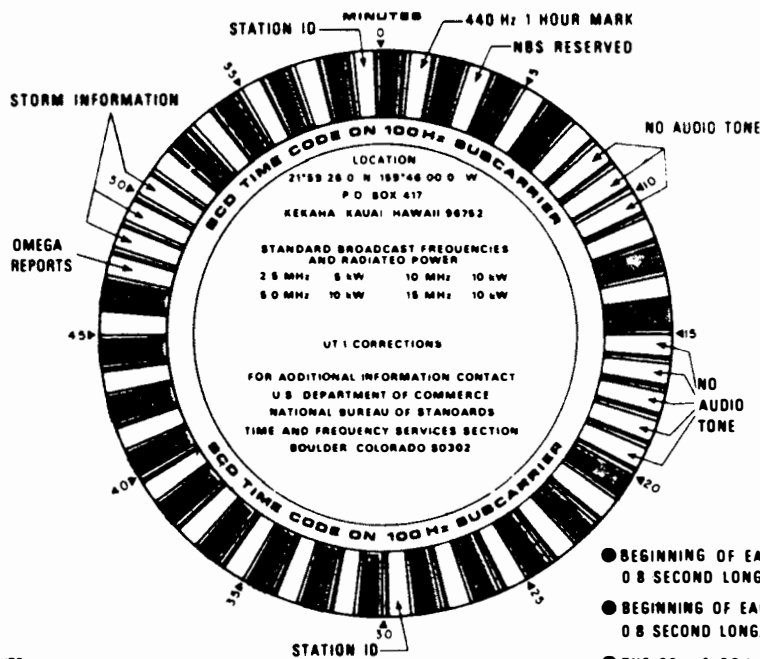 MINUTES
STATION ID
440 Hz 1 HOUR MARK
NBS RESERVED
0
5
10
15
20
25
30
35
40
45
50
55
STORM INFORMATION
NO AUDIO TONE
OMEGA
REPORTS
BCD TIME CODE ON 100 Hz SUBCARRIER
LOCATION
21°59 26.0 N 159°46 00.0 W
P O BOX 417
KEKAHA KAUAI HAWAII 96752
STANDARD BROADCAST FREQUENCIES
AND RADIATED POWER
2 5 MHz 5 kW 10 MHz 10 kW
5 0 MHz 10 kW 15 MHz 10 kW
UT 1 CORRECTIONS
FOR ADDITIONAL INFORMATION CONTACT
U S DEPARTMENT OF COMMERCE
NATIONAL BUREAU OF STANDARDS
TIME AND FREQUENCY SERVICES SECTION
BOULDER COLORADO 80302
BCD TIME CODE ON 100 Hz SUBCARRIER
NO
AUDIO
TONE
STATION ID
● BEGINNING OF EA
0 8 SECOND LONG
● BEGINNING OF EA
0 8 SECOND LONG